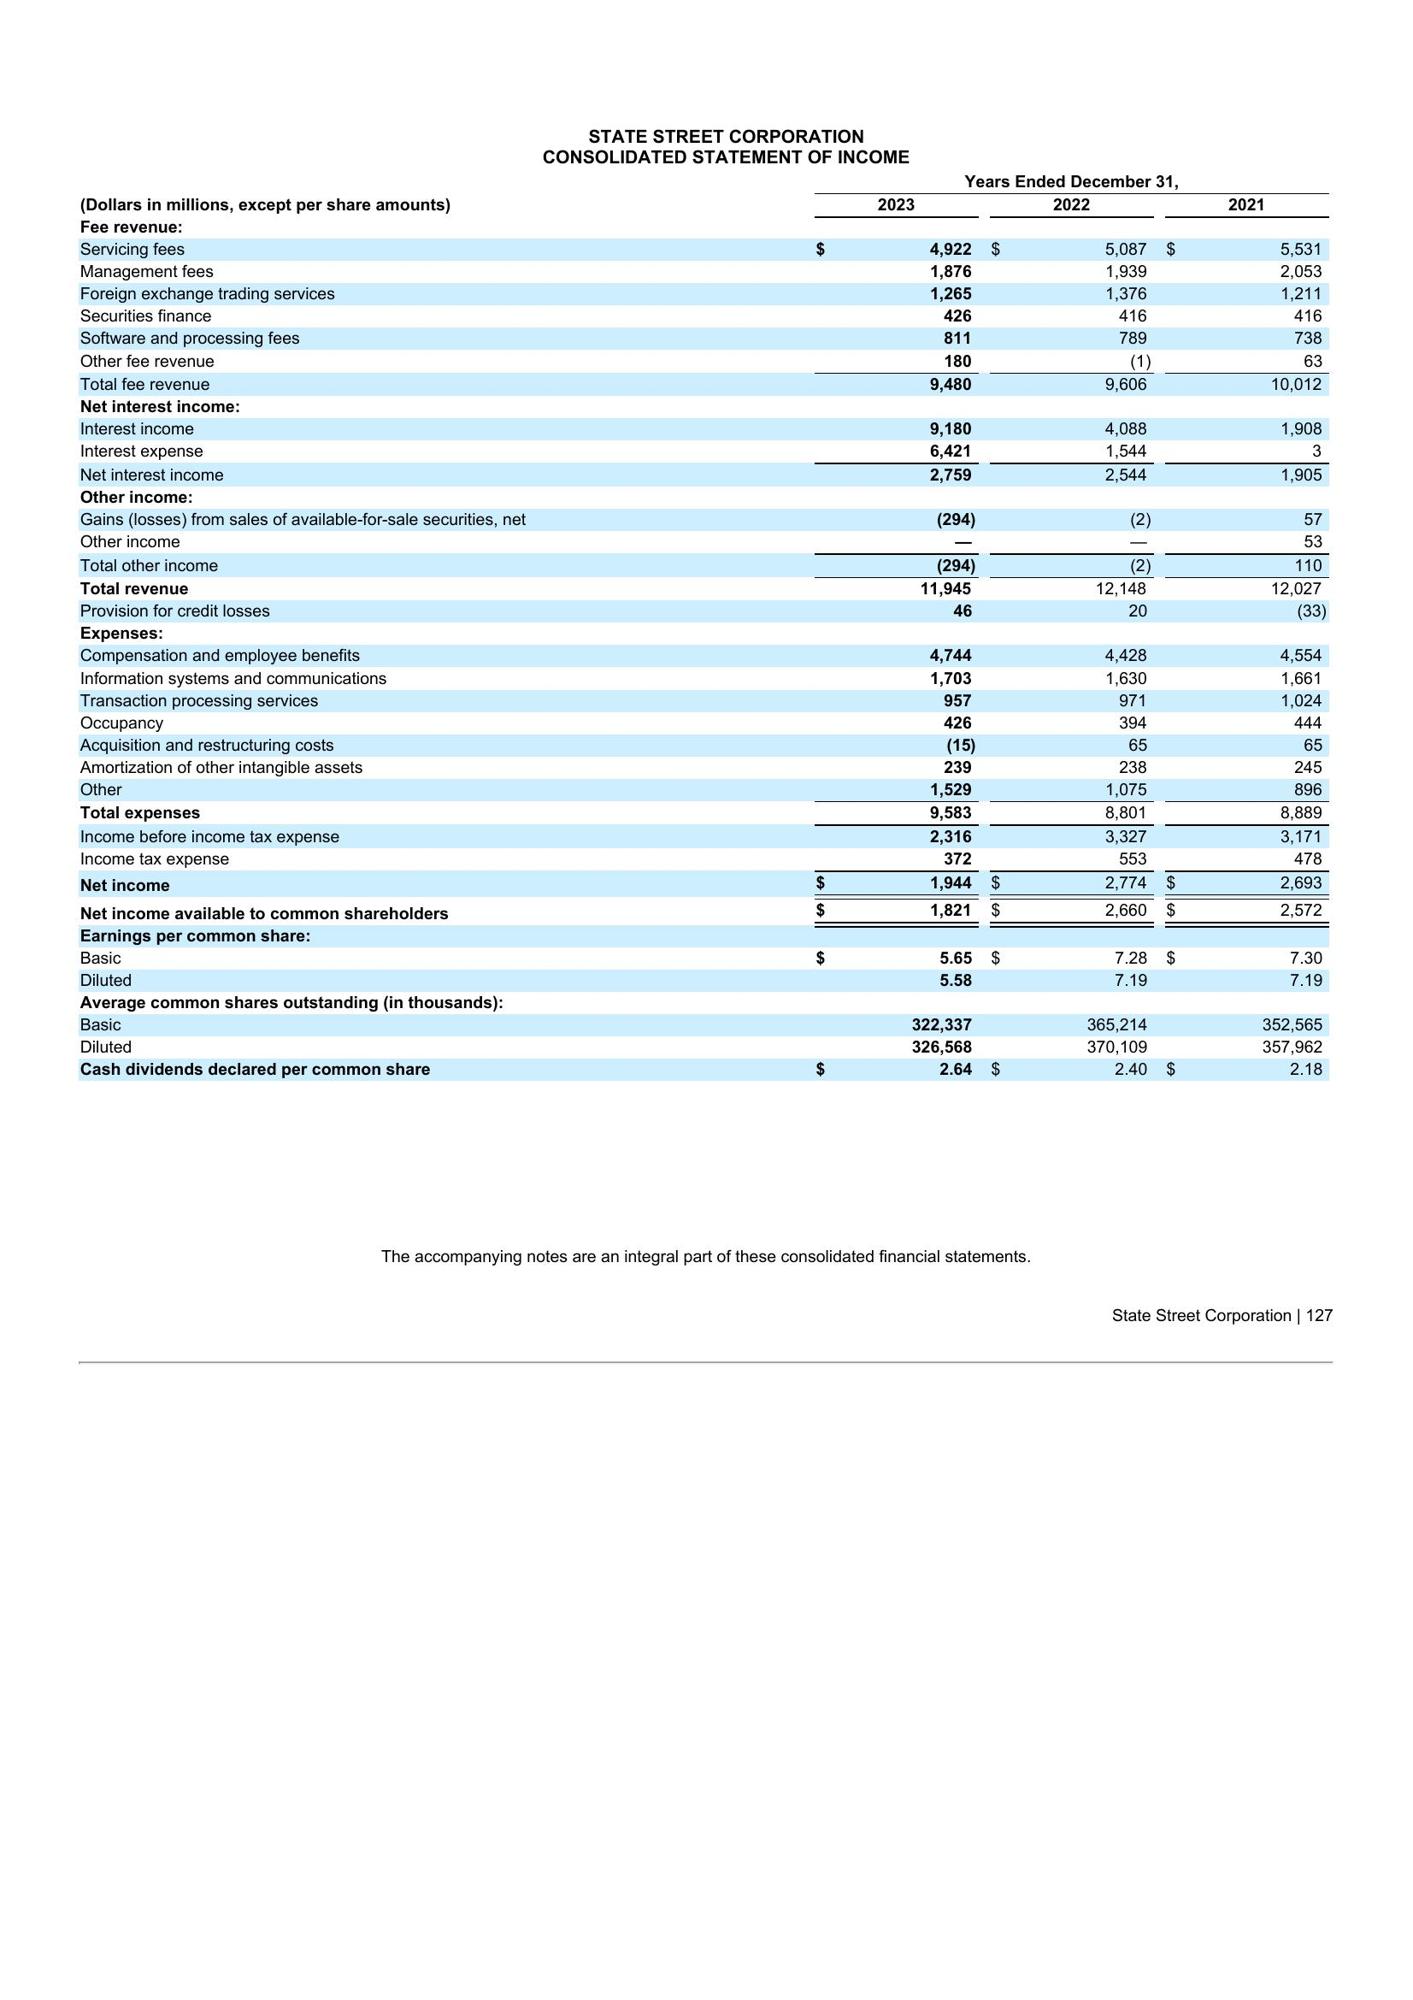 STATE STREET CORPORATION
CONSOLIDATED STATEMENT OF INCOME
Years Ended December 31,
(Dollars in millions, except per share amounts) 2023 2022 2021
Fee revenue:
Servicing fees $ 4,922 $ 5,087 $ 5,531
Management fees 1,876 1,939 2,053
Foreign exchange trading services 1,265 1,376 1,211
Securities finance 426 416 416
Software and processing fees 811 789 738
Other fee revenue 180 (1) 63
Total fee revenue 9,480 9,606 10,012
Net interest income:
Interest income 9,180 4,088 1,908
Interest expense 6,421 1,544 3
Net interest income 2,759 2,544 1,905
Other income:
Gains (losses) from sales of available-for-sale securities, net (294) (2) 57
Other income — — 53
Total other income (294) (2) 110
Total revenue 11,945 12,148 12,027
Provision for credit losses 46 20 (33)
Expenses:
Compensation and employee benefits 4,744 4,428 4,554
Information systems and communications 1,703 1,630 1,661
Transaction processing services 957 971 1,024
Occupancy 426 394 444
Acquisition and restructuring costs (15) 65 65
Amortization of other intangible assets 239 238 245
Other 1,529 1,075 896
Total expenses 9,583 8,801 8,889
Income before income tax expense 2,316 3,327 3,171
Income tax expense 372 553 478
Net income $ 1,944 $ 2,774 $ 2,693
Net income available to common shareholders $ 1,821 $ 2,660 $ 2,572
Earnings per common share:
Basic $ 5.65 $ 7.28 $ 7.30
Diluted 5.58 7.19 7.19
Average common shares outstanding (in thousands):
Basic 322,337 365,214 352,565
Diluted 326,568 370,109 357,962
Cash dividends declared per common share $ 2.64 $ 2.40 $ 2.18
The accompanying notes are an integral part of these consolidated financial statements.
State Street Corporation | 127